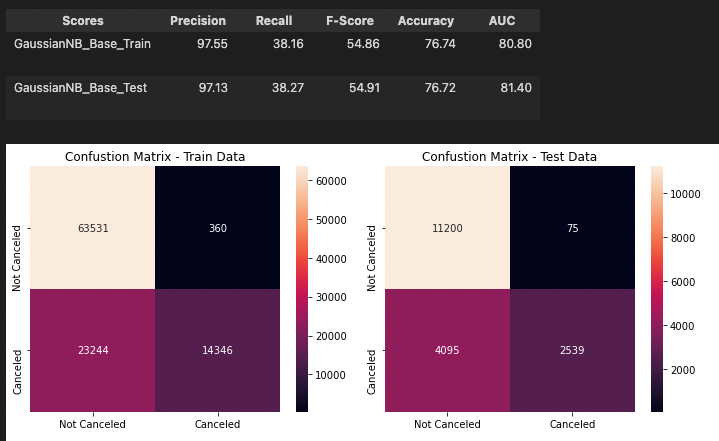 Scores Precision Recall F-Score Accuracy AUC
GaussianNB_Base_Train 97.55 38.16 54.86 76.74 80.80
GaussianNB_Base_Test 97.13 38.27 54.91 76.72 81.40
Confustion Matrix - Train Data
Not Canceled
Canceled
63531 360
23244 14346
Not Canceled Canceled
60000
50000
40000
30000
20000
10000
Confustion Matrix - Test Data
Not Canceled
Canceled
11200 75
4095 2539
Not Canceled Canceled
10000
8000
6000
4000
2000